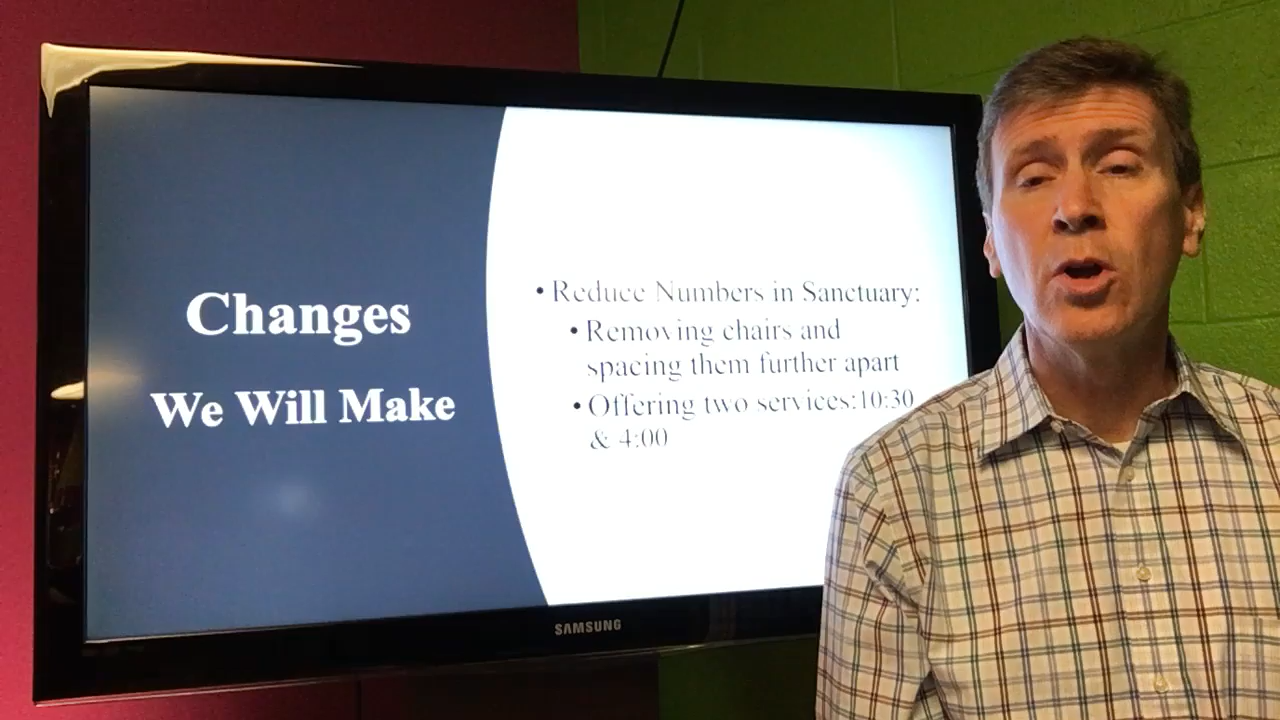 Changes
We Will Make
• Reduce Numbers in Sanctuary:
• Removing chairs and
spacing them further apart
• Offering two services:10:30
& 4:00
SAMSUNG